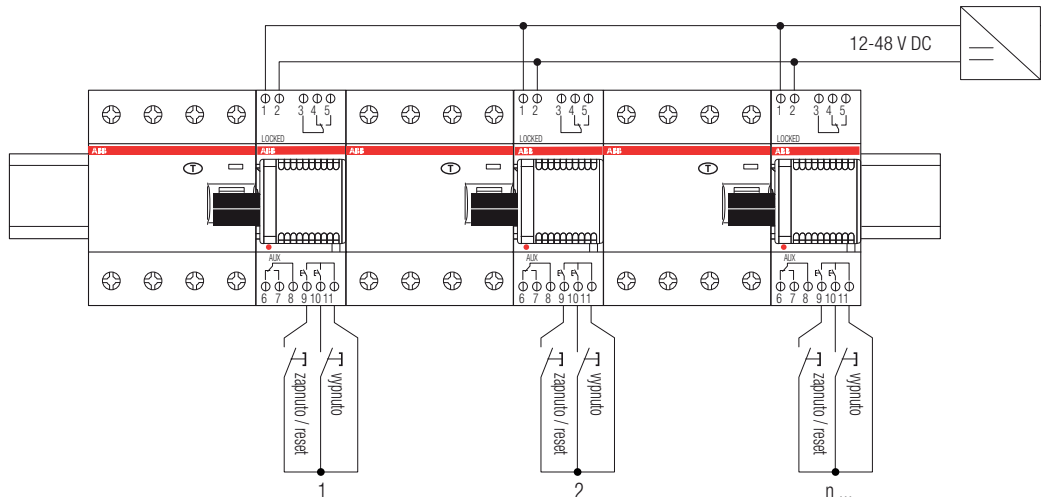 12-48 V DC
1 2 3 4 5
1 2 3 4 5
1 2 3 4 5
LOCKED
LOCKED
LOCKED
ABB
ABB
ABB
ABB
ABB
ABB
T
T
T
AUX
AUX
AUX
6 7 8 9 10 11
6 7 8 9 10 11
6 7 8 9 10 11
zapnuto / reset
vypnuto
zapnuto / reset
vypnuto
zapnuto / reset
vypnuto
1
2
n...